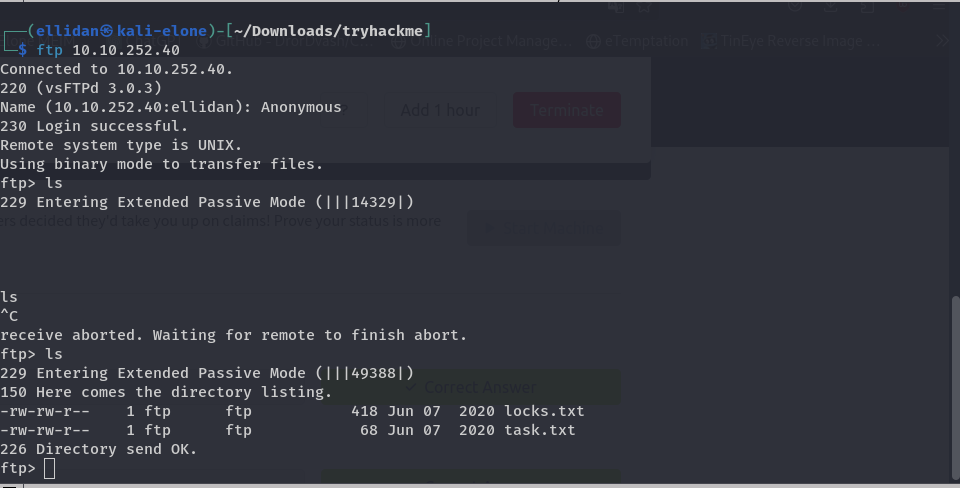 ┌──(ellidan㉿kali-elone)-[~/Downloads/tryhackme]
└─$ ftp 10.10.252.40
Online Project Manage... eTemptation TinEye Reverse Image ...
Connected to 10.10.252.40.
220 (vsFTPd 3.0.3)
Name (10.10.252.40:ellidan): Anonymous
Add 1 hour
Terminate
230 Login successful.
Remote system type is UNIX.
Using binary mode to transfer files.
ftp> ls
229 Entering Extended Passive Mode (|||14329|)
ers decided they'd take you up on claims! Prove your status is more
ls
^C
receive aborted. Waiting for remote to finish abort.
ftp> ls
229 Entering Extended Passive Mode (|||49388|)
Correct Answer
150 Here comes the directory listing.
-rw-rw-r--    1 ftp      ftp           418 Jun 07  2020 locks.txt
-rw-rw-r--    1 ftp      ftp            68 Jun 07  2020 task.txt
226 Directory send OK.
ftp>